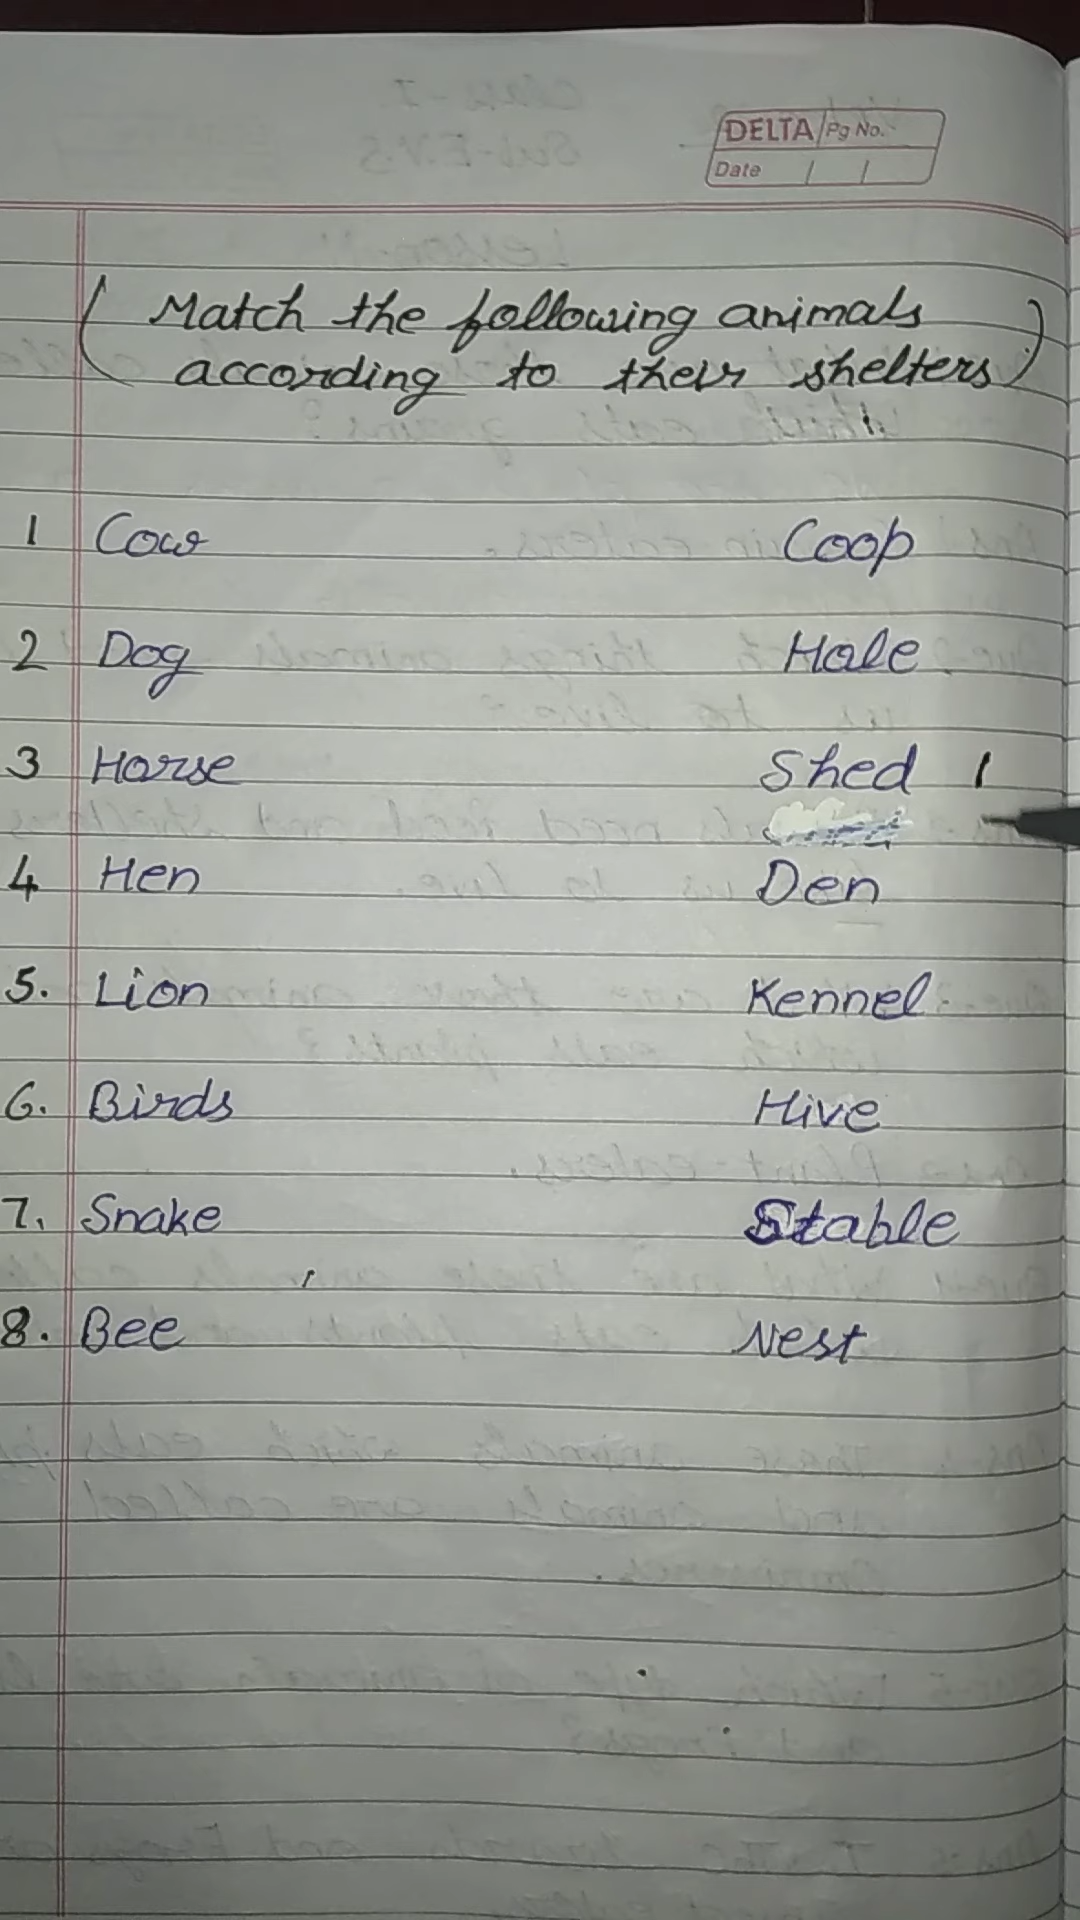 DELTA Pg No.
Date / /
( Match the following animals
according to their shelters )
1 Cow Coop
2 Dog Hole
3 Horse Shed 1
4 Hen Den
5. Lion Kennel
6. Birds Hive
7. Snake Stable
8. Bee Nest